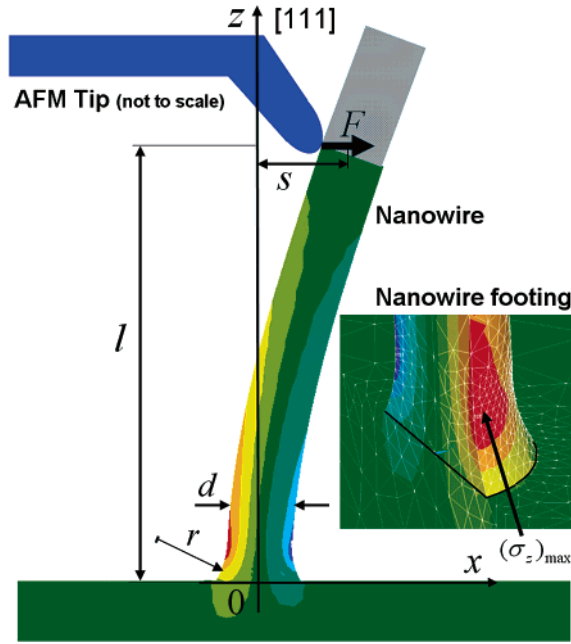 z [111]
AFM Tip (not to scale)
F
s
Nanowire
Nanowire footing
l
d
r
(σz)max
x
0